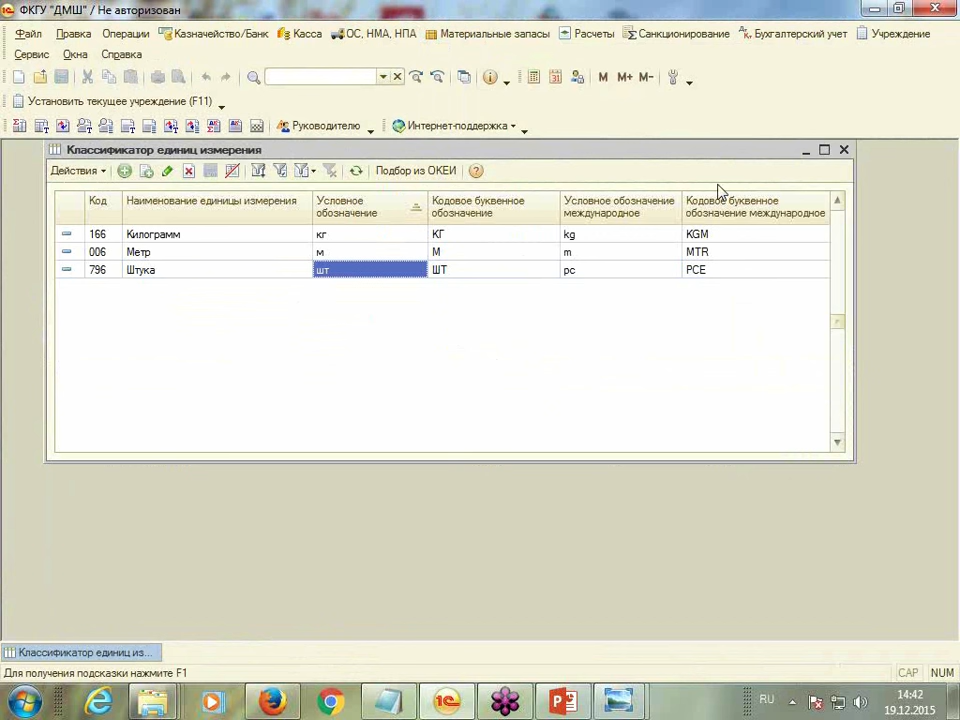 ФКГУ "ДМШ" / Не авторизован
Файл Правка Операции Казначейство/Банк Касса ОС, НМА, НПА Материальные запасы Расчеты Санкционирование Бухгалтерский учет Учреждение
Сервис Окна Справка
M M+ M-
Установить текущее учреждение (F11)
Руководителю Интернет-поддержка
Классификатор единиц измерения
Действия Подбор из ОКЕИ
Код Наименование единицы измерения Условное обозначение Кодовое буквенное обозначение Условное обозначение международное Кодовое буквенное обозначение международное
166 Килограмм кг КГ kg KGM
006 Метр м М m MTR
796 Штука шт ШТ pc PCE
Классификатор единиц из...
Для получения подсказки нажмите F1 CAP NUM
RU 14:42
19.12.2015